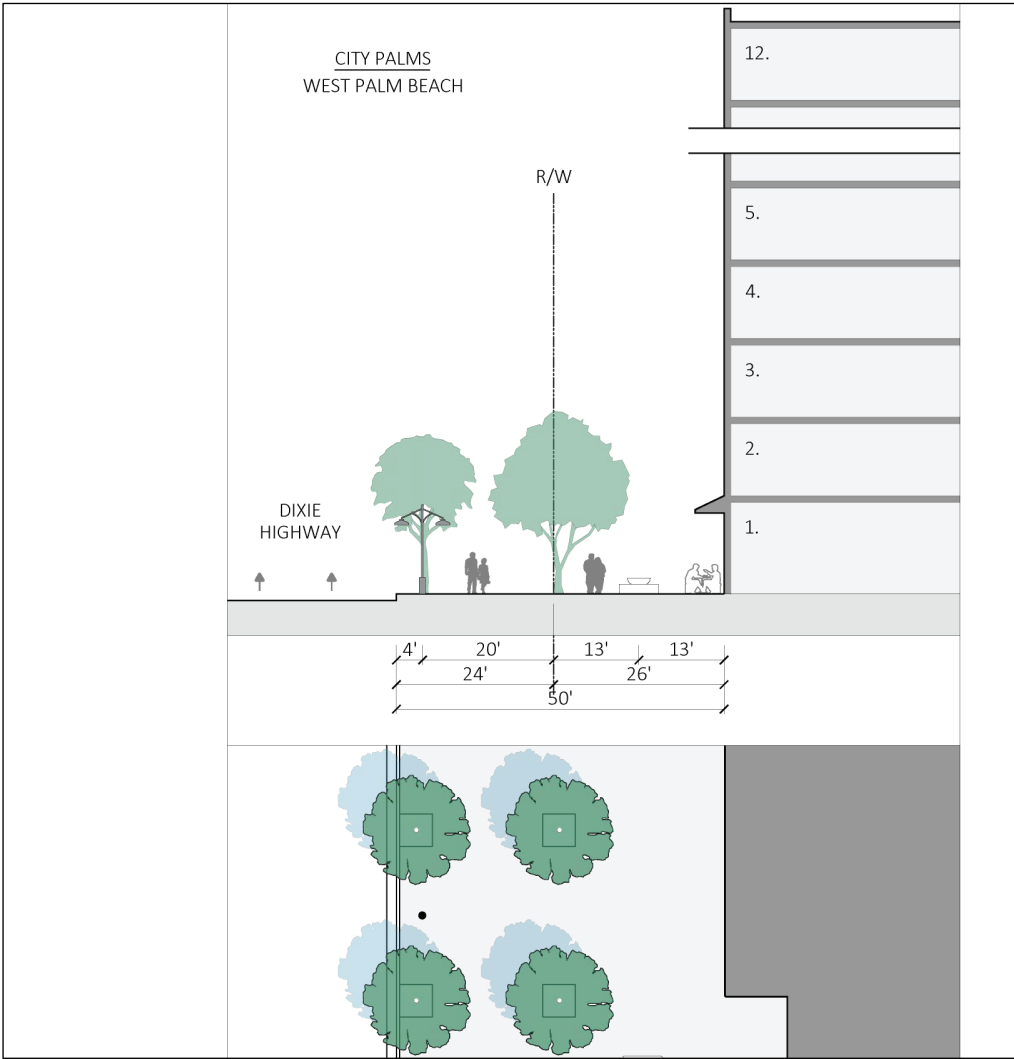 CITY PALMS
WEST PALM BEACH
12.
R/W
5.
4.
3.
2.
DIXIE
HIGHWAY
1.
4' 20' 13' 13'
24' 26'
50'